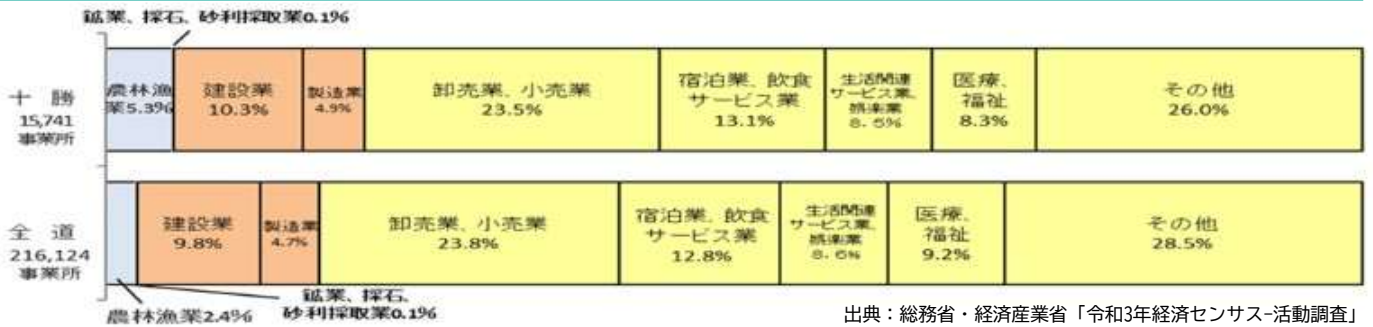 鉱業、採石、砂利採取業0.1%
十 勝
15,741
事業所
農林漁
業5.3%
建設業
10.3%
製造業
4.9%
卸売業、小売業
23.5%
宿泊業、飲食
サービス業
13.1%
生活関連
サービス業、
娯楽業
8.5%
医療、
福祉
8.3%
その他
26.0%
全 道
216,124
事業所
建設業
9.8%
製造業
4.7%
卸売業、小売業
23.8%
宿泊業、飲食
サービス業
12.8%
生活関連
サービス業、
娯楽業
8.6%
医療、
福祉
9.2%
その他
28.5%
農林漁業2.4%
鉱業、採石、
砂利採取業0.1%
出典：総務省・経済産業省「令和3年経済センサス-活動調査」